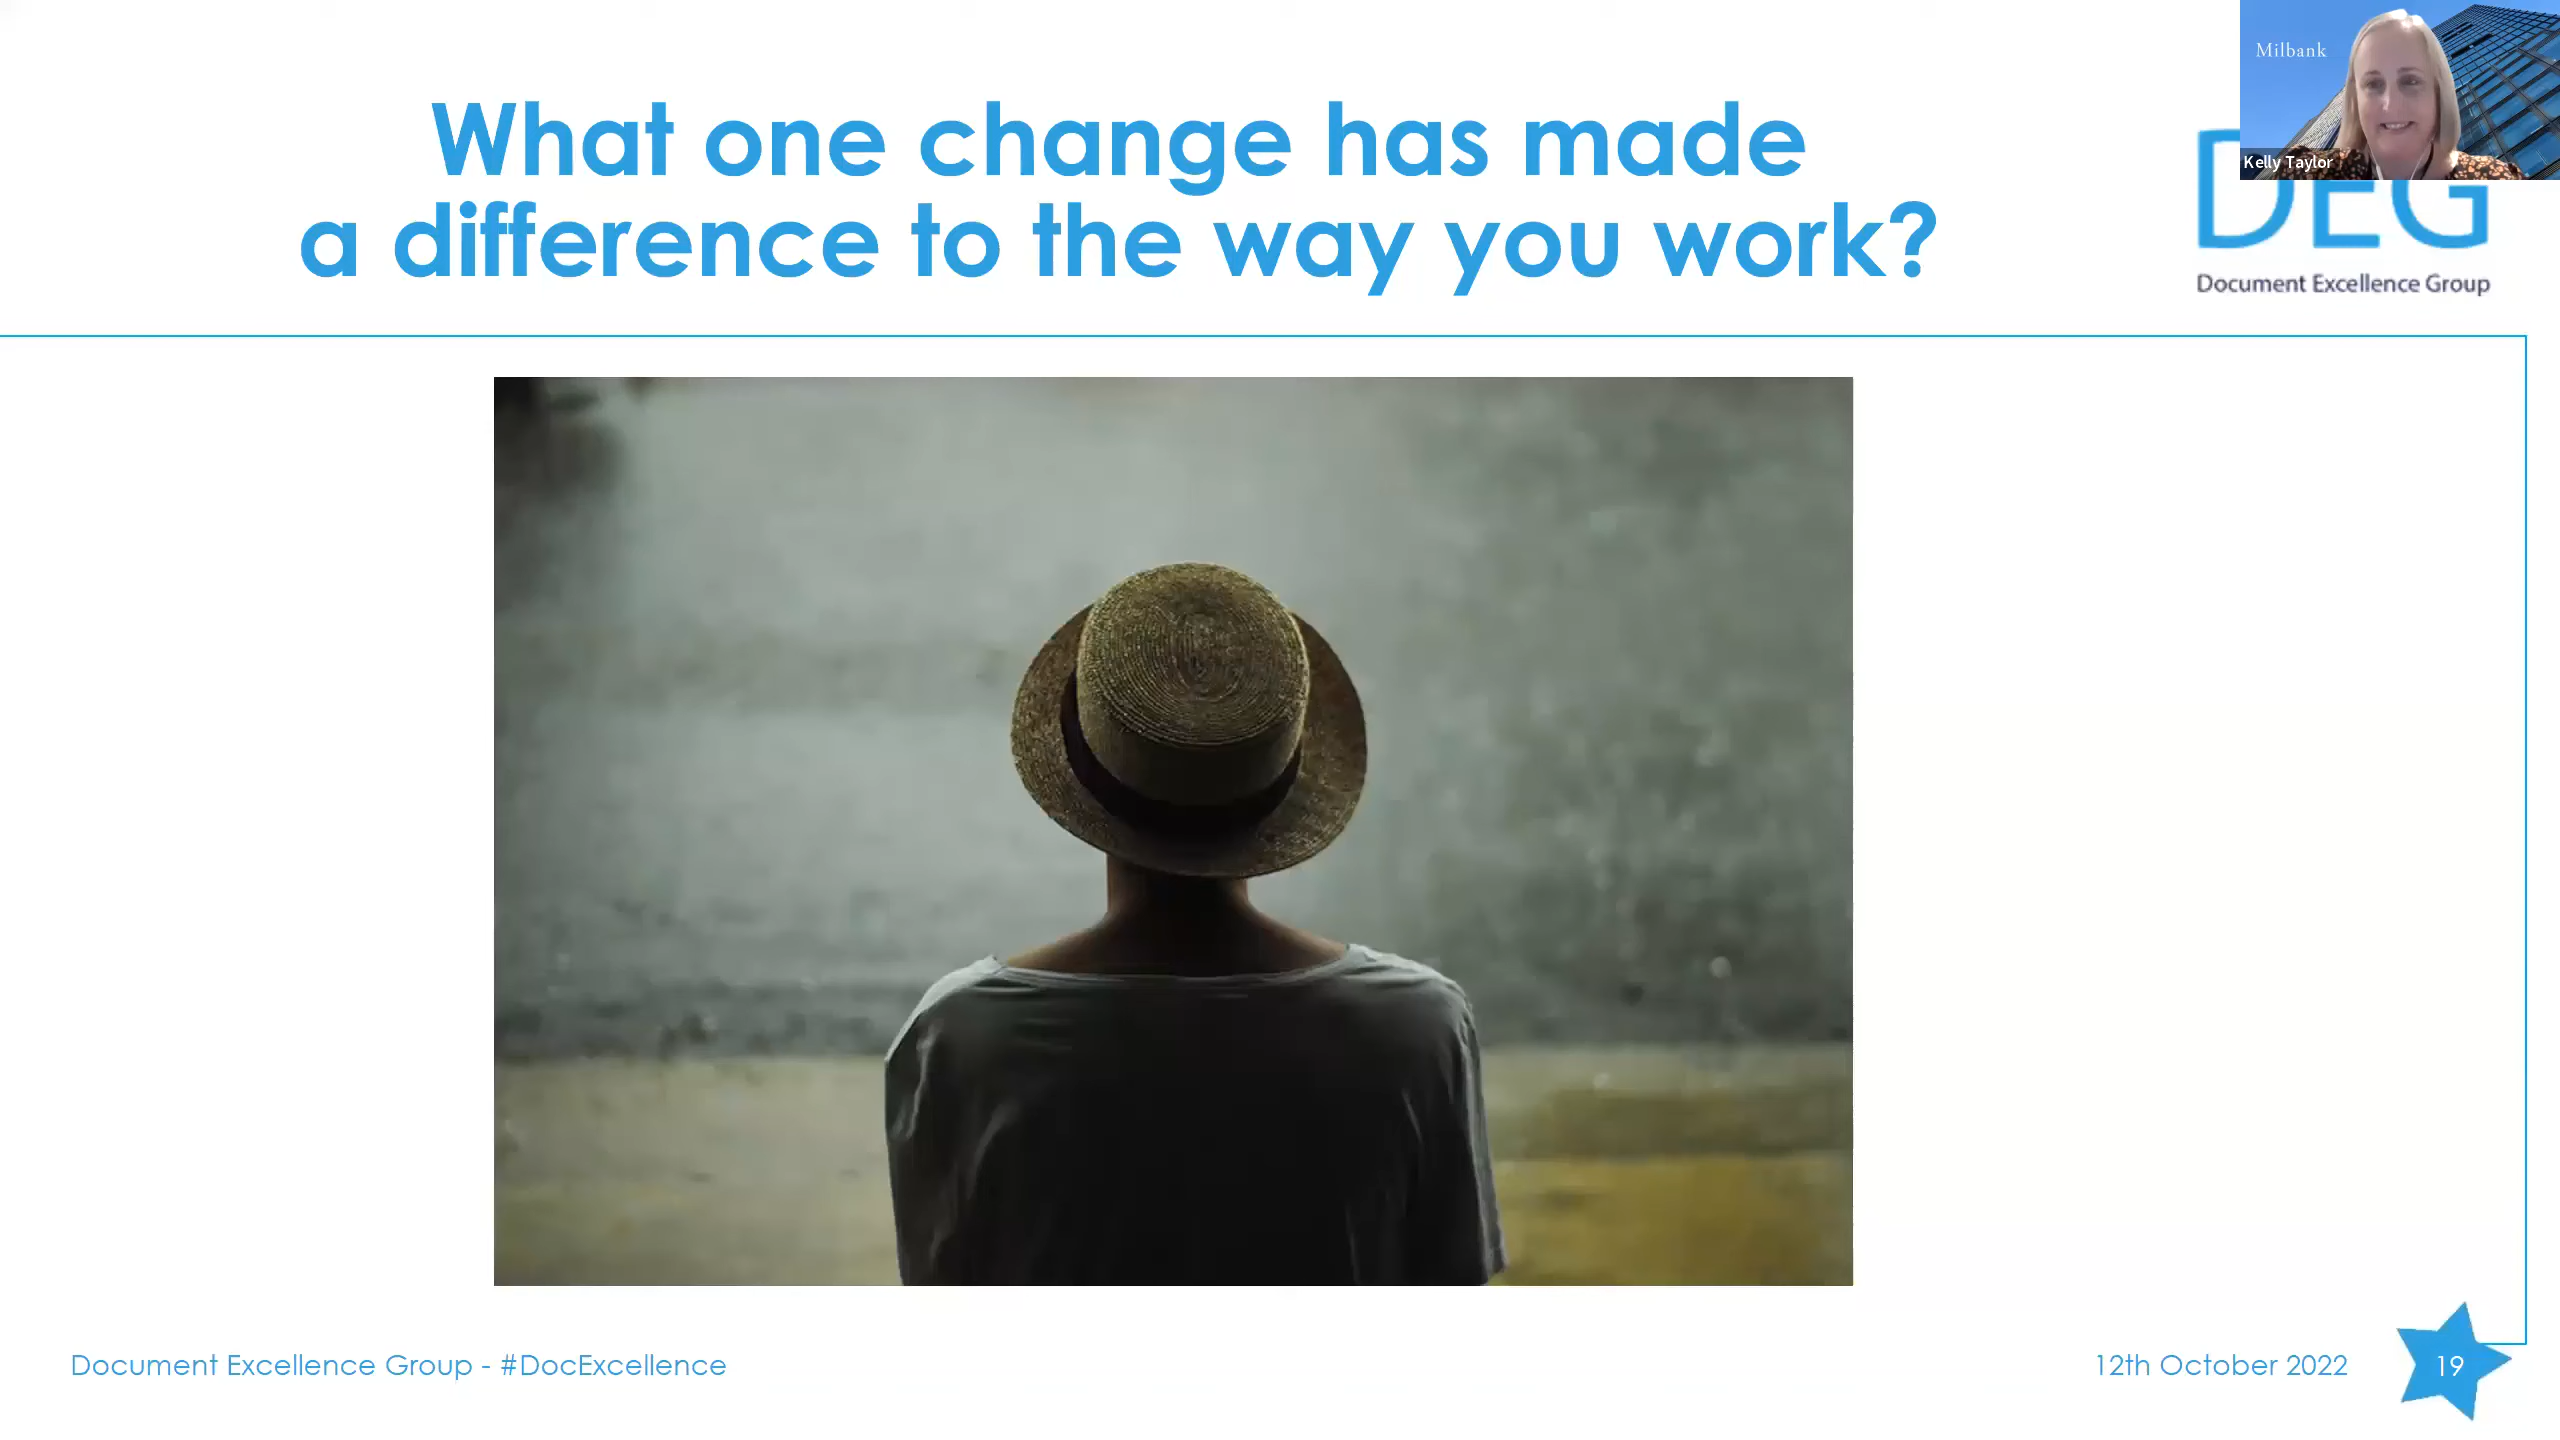 What one change has made
a difference to the way you work?
Milbank
Kelly Taylor
DEG
Document Excellence Group
Document Excellence Group - #DocExcellence
12th October 2022
19